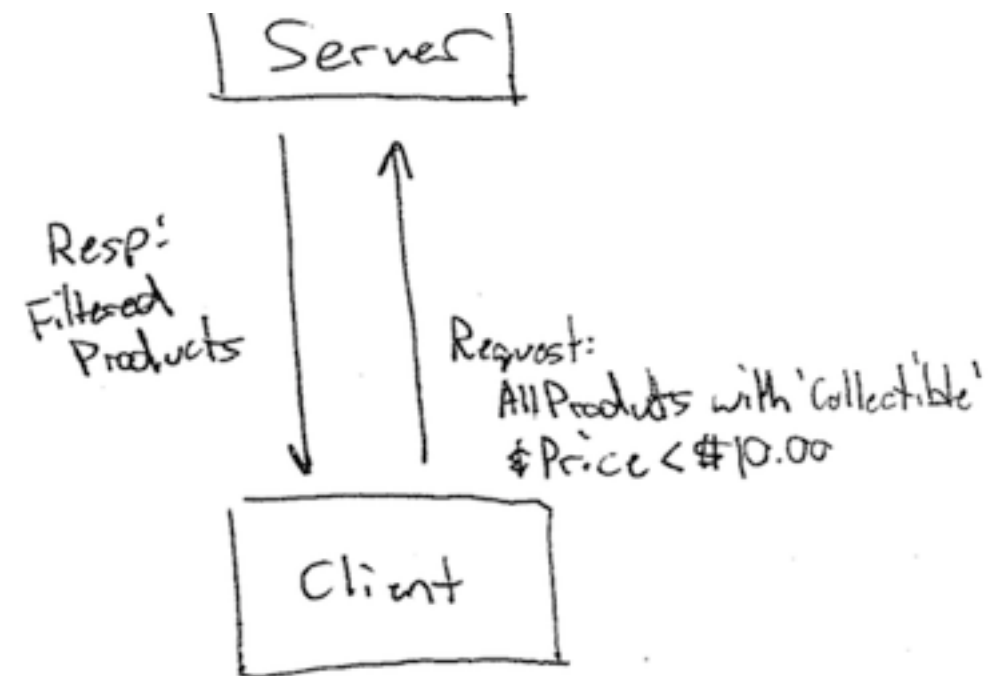 Server
Resp:
Filtered
Products
Request:
All Products with 'Collectible'
& Price < $10.00
Client